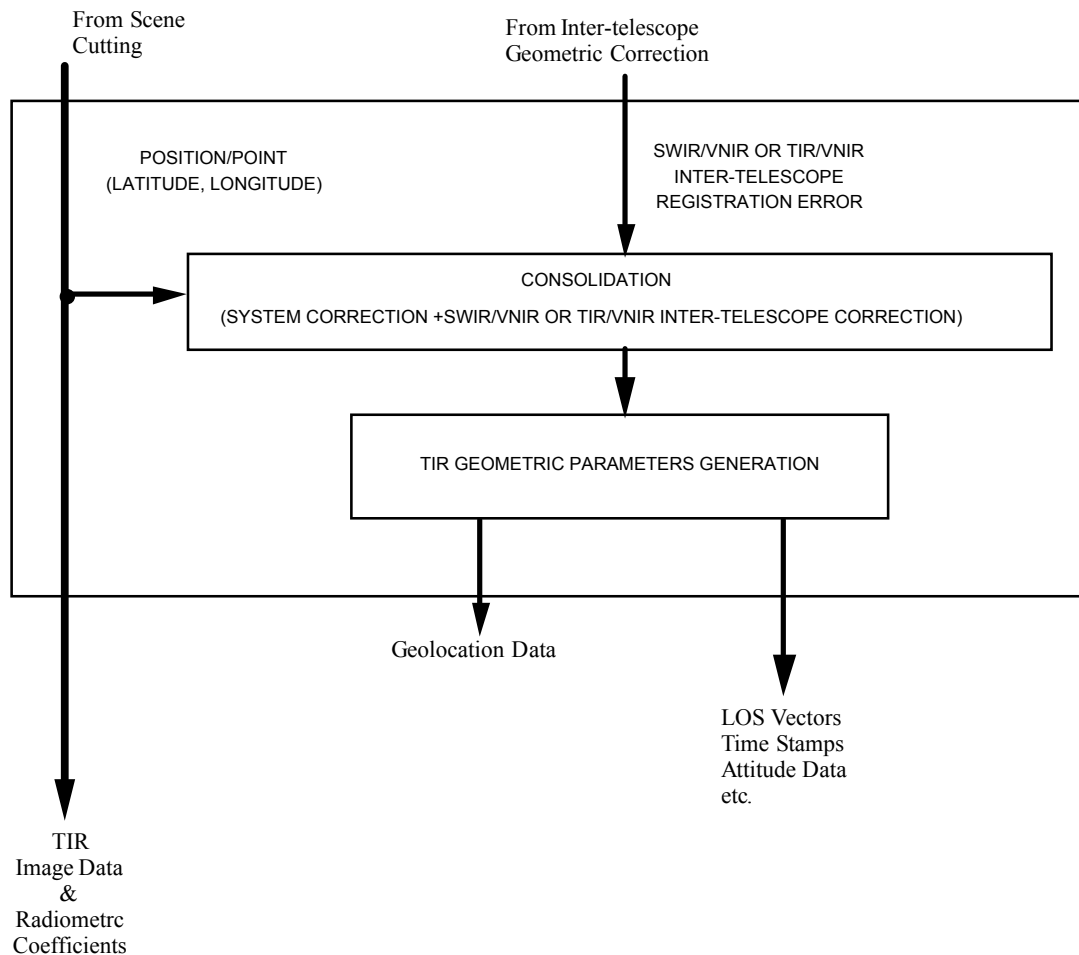 From Scene
Cutting
From Inter-telescope
Geometric Correction
POSITION/POINT
(LATITUDE, LONGITUDE)
SWIR/VNIR OR TIR/VNIR
INTER-TELESCOPE
REGISTRATION ERROR
CONSOLIDATION
(SYSTEM CORRECTION +SWIR/VNIR OR TIR/VNIR INTER-TELESCOPE CORRECTION)
TIR GEOMETRIC PARAMETERS GENERATION
Geolocation Data
LOS Vectors
Time Stamps
Attitude Data
etc.
TIR
Image Data
&
Radiometrc
Coefficients